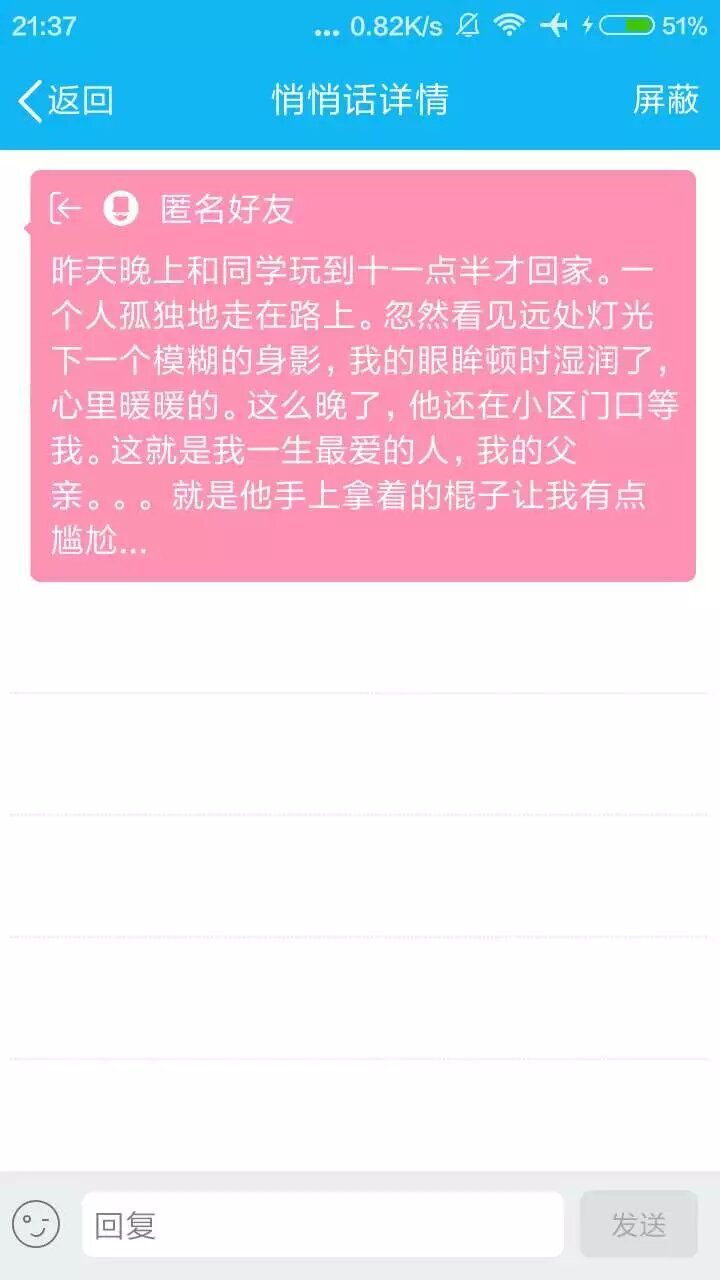 21:37 ... 0.82K/s 51%
返回 悄悄话详情 屏蔽
匿名好友
昨天晚上和同学玩到十一点半才回家。一
个人孤独地走在路上。忽然看见远处灯光
下一个模糊的身影，我的眼眸顿时湿润了，
心里暖暖的。这么晚了，他还在小区门口等
我。这就是我一生最爱的人，我的父
亲。。。就是他手上拿着的棍子让我有点
尴尬...
回复 发送